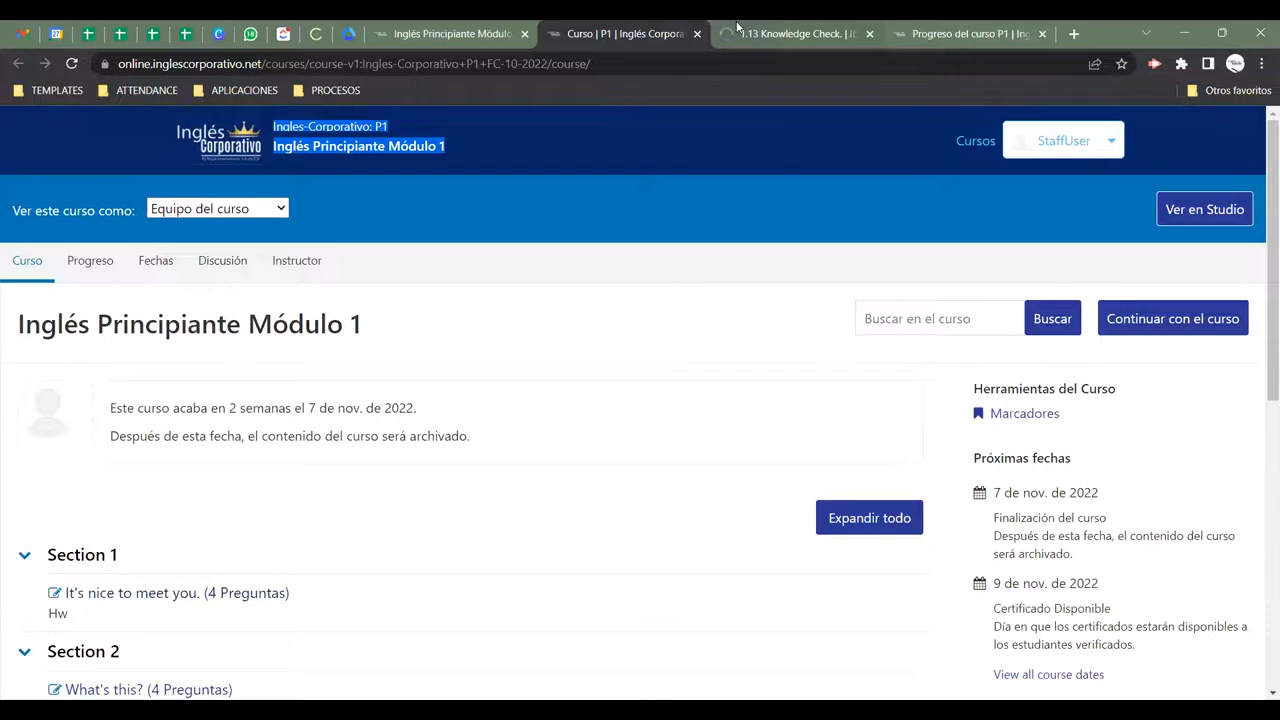 Inglés Principiante Módulo
Curso | P1 | Inglés Corpora
1.13 Knowledge Check. |
Progreso del curso P1 | Ing
online.inglescorporativo.net/courses/course-v1:Ingles-Corporativo+P1+FC-10-2022/course/
TEMPLATES
ATTENDANCE
APLICACIONES
PROCESOS
Otros favoritos
Inglés Corporativo
Ingles-Corporativo: P1
Inglés Principiante Módulo 1
Cursos
StaffUser
Ver este curso como:
Equipo del curso
Ver en Studio
Curso
Progreso
Fechas
Discusión
Instructor
Inglés Principiante Módulo 1
Buscar en el curso
Buscar
Continuar con el curso
Este curso acaba en 2 semanas el 7 de nov. de 2022.
Después de esta fecha, el contenido del curso será archivado.
Expandir todo
Section 1
It's nice to meet you. (4 Preguntas)
Hw
Section 2
What's this? (4 Preguntas)
Herramientas del Curso
Marcadores
Próximas fechas
7 de nov. de 2022
Finalización del curso
Después de esta fecha, el contenido del curso
será archivado.
9 de nov. de 2022
Certificado Disponible
Día en que los certificados estarán disponibles a
los estudiantes verificados.
View all course dates